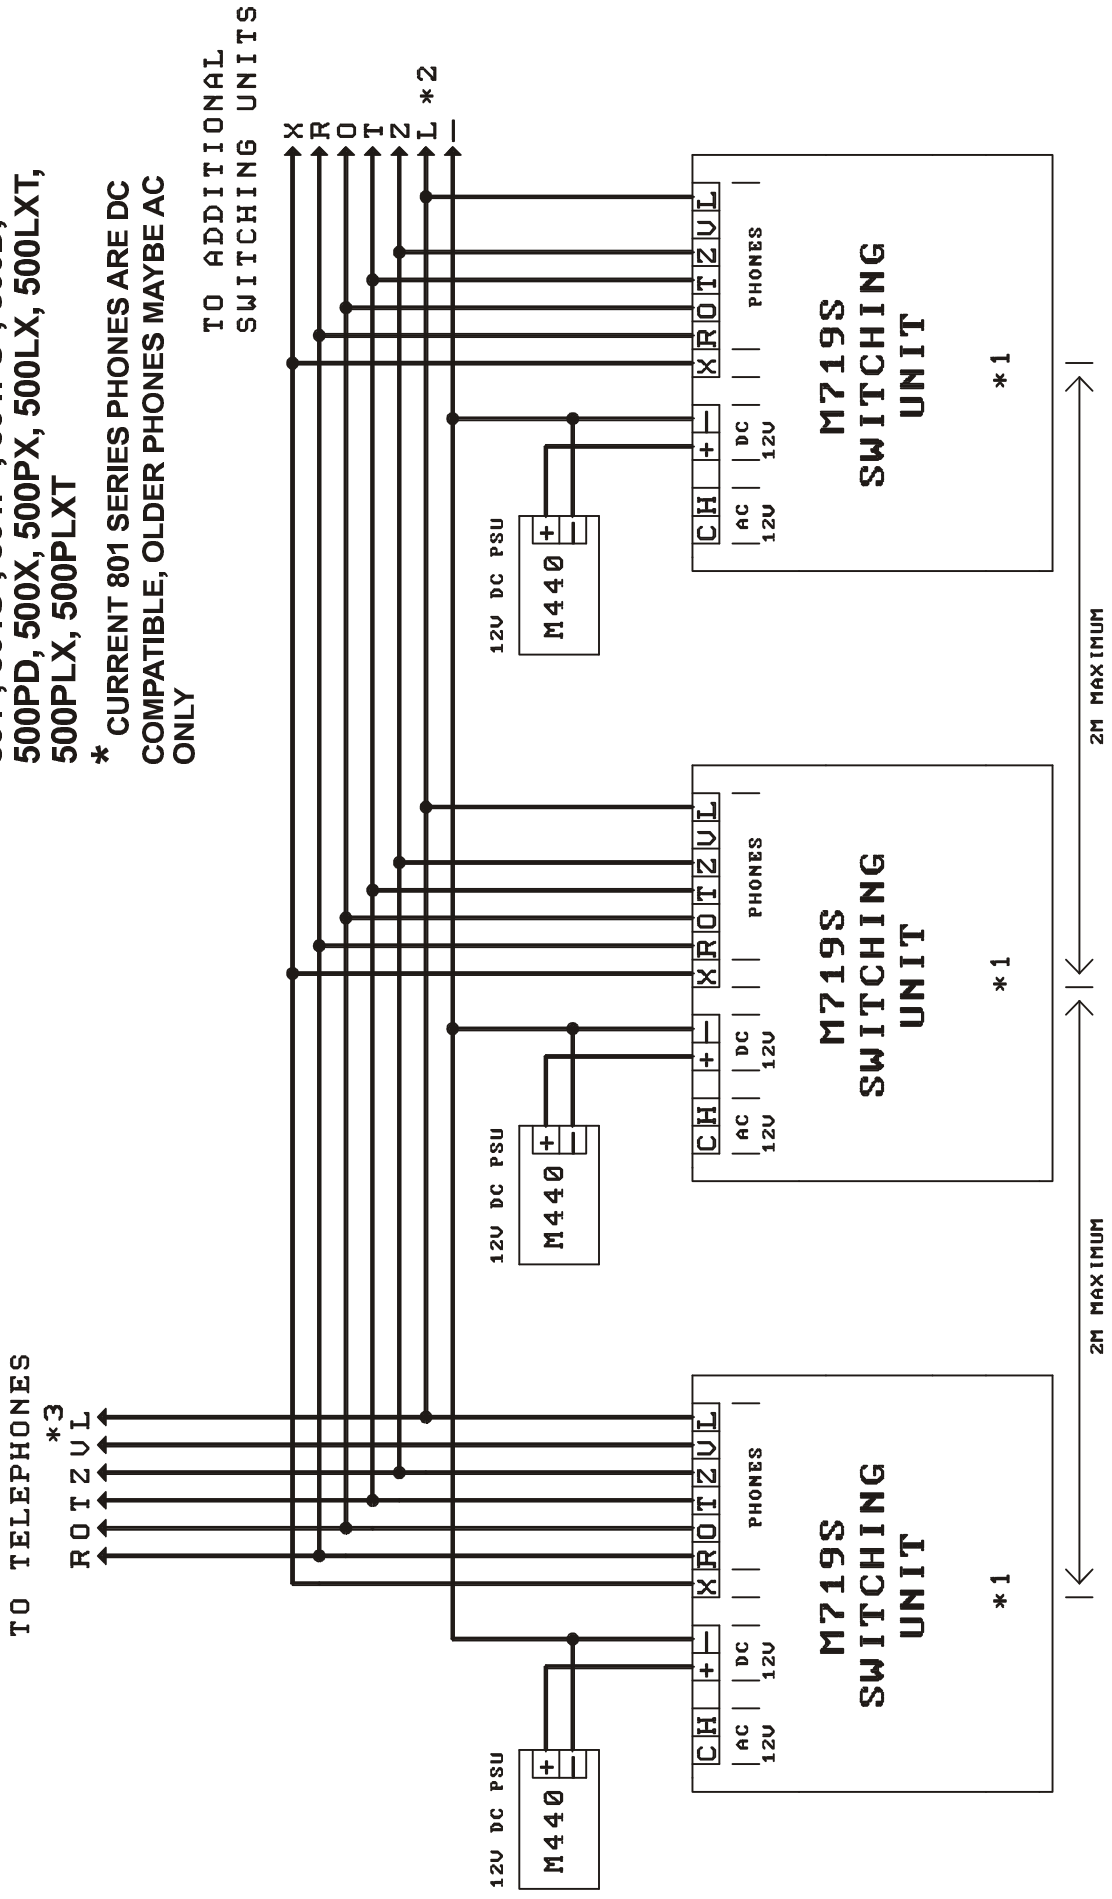 500PD, 500X, 500PX, 500LX, 500LXT,
500PLX, 500PLXT
* CURRENT 801 SERIES PHONES ARE DC
COMPATIBLE, OLDER PHONES MAYBE AC
ONLY
TO TELEPHONES
*3
R O T Z V L
TO ADDITIONAL
SWITCHING UNITS
X
R
O
T
Z
L *2
—
12V DC PSU
+ —
M440
C H + — X R O T Z V L
AC DC PHONES
12V 12V
M719S
SWITCHING
UNIT
*1
12V DC PSU
+ —
M440
C H + — X R O T Z V L
AC DC PHONES
12V 12V
M719S
SWITCHING
UNIT
*1
12V DC PSU
+ —
M440
C H + — X R O T Z V L
AC DC PHONES
12V 12V
M719S
SWITCHING
UNIT
*1
2M MAXIMUM
2M MAXIMUM